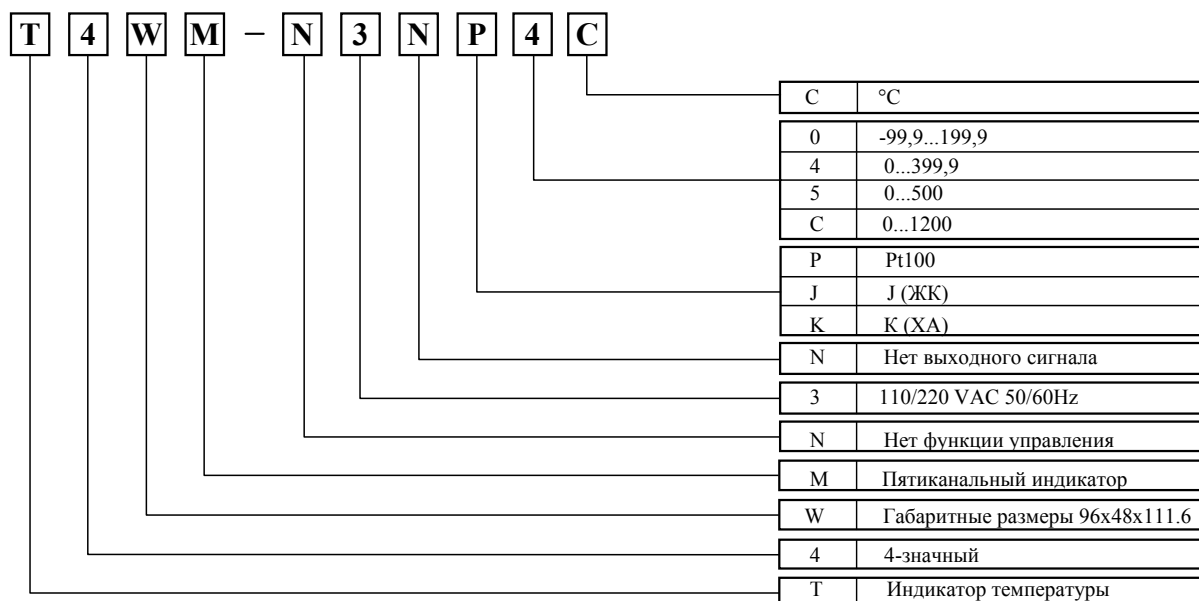 T 4 W M – N 3 N P 4 C
C °C
0 -99,9...199,9
4 0...399,9
5 0...500
C 0...1200
P Pt100
J J (ЖК)
K К (ХА)
N Нет выходного сигнала
3 110/220 VAC 50/60Hz
N Нет функции управления
M Пятиканальный индикатор
W Габаритные размеры 96x48x111.6
4 4-значный
T Индикатор температуры